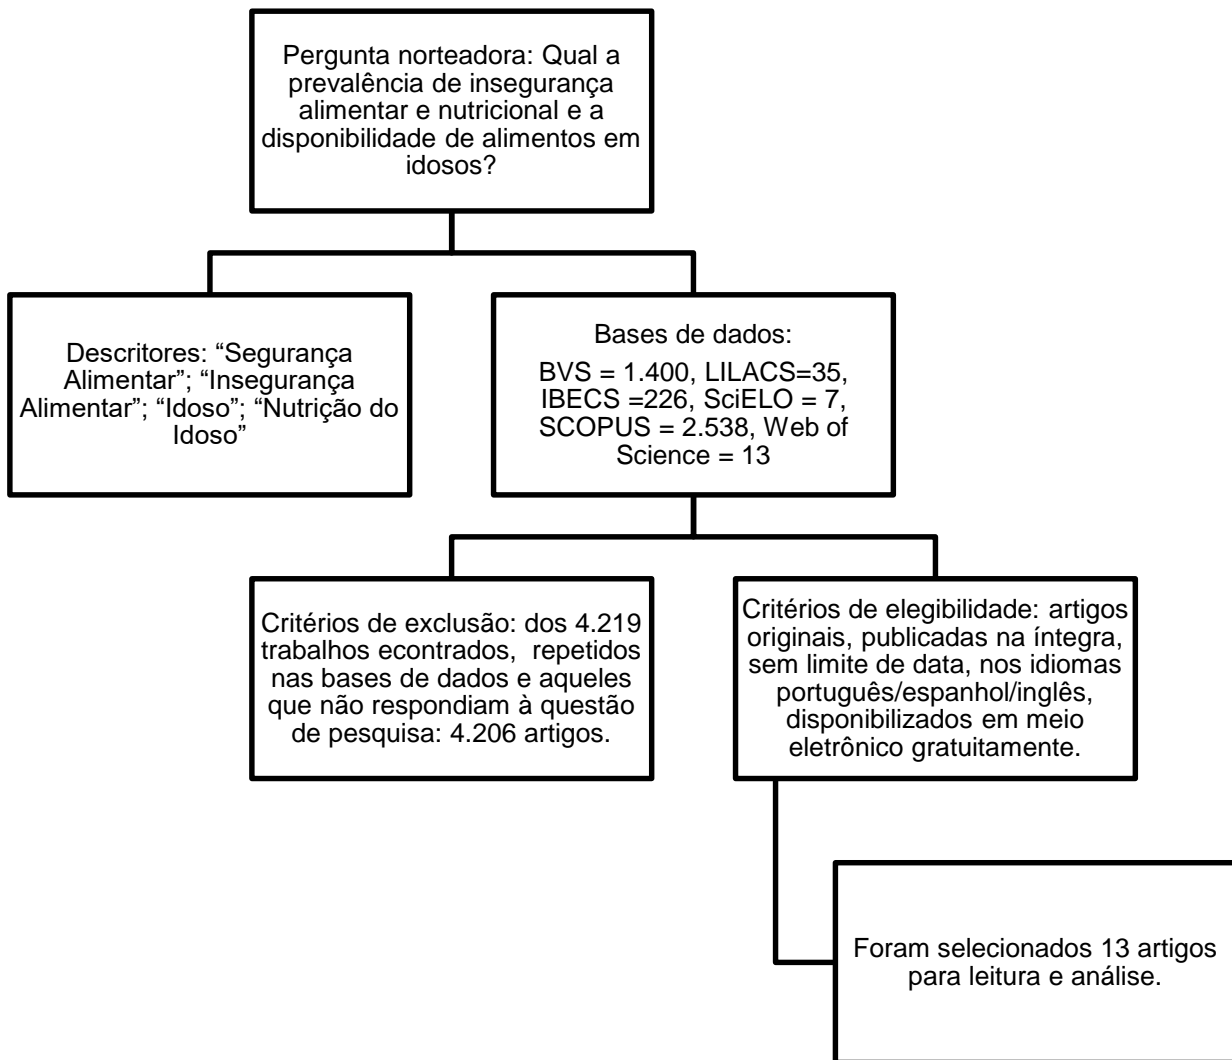 Pergunta norteadora: Qual a
prevalência de insegurança
alimentar e nutricional e a
disponibilidade de alimentos em
idosos?
Descritores: “Segurança
Alimentar”; “Insegurança
Alimentar”; “Idoso”; “Nutrição do
Idoso”
Bases de dados:
BVS = 1.400, LILACS=35,
IBECS =226, SciELO = 7,
SCOPUS = 2.538, Web of
Science = 13
Critérios de exclusão: dos 4.219
trabalhos econtrados, repetidos
nas bases de dados e aqueles
que não respondiam à questão
de pesquisa: 4.206 artigos.
Critérios de elegibilidade: artigos
originais, publicadas na íntegra,
sem limite de data, nos idiomas
português/espanhol/inglês,
disponibilizados em meio
eletrônico gratuitamente.
Foram selecionados 13 artigos
para leitura e análise.